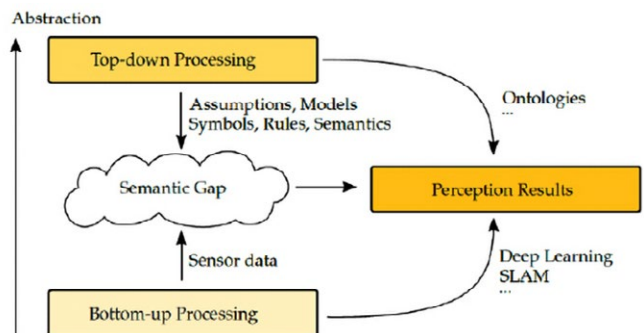 Abstraction
Top-down Processing
Assumptions, Models
Symbols, Rules, Semantics
Ontologies
...
Semantic Gap
Perception Results
Sensor data
Deep Learning
SLAM
...
Bottom-up Processing